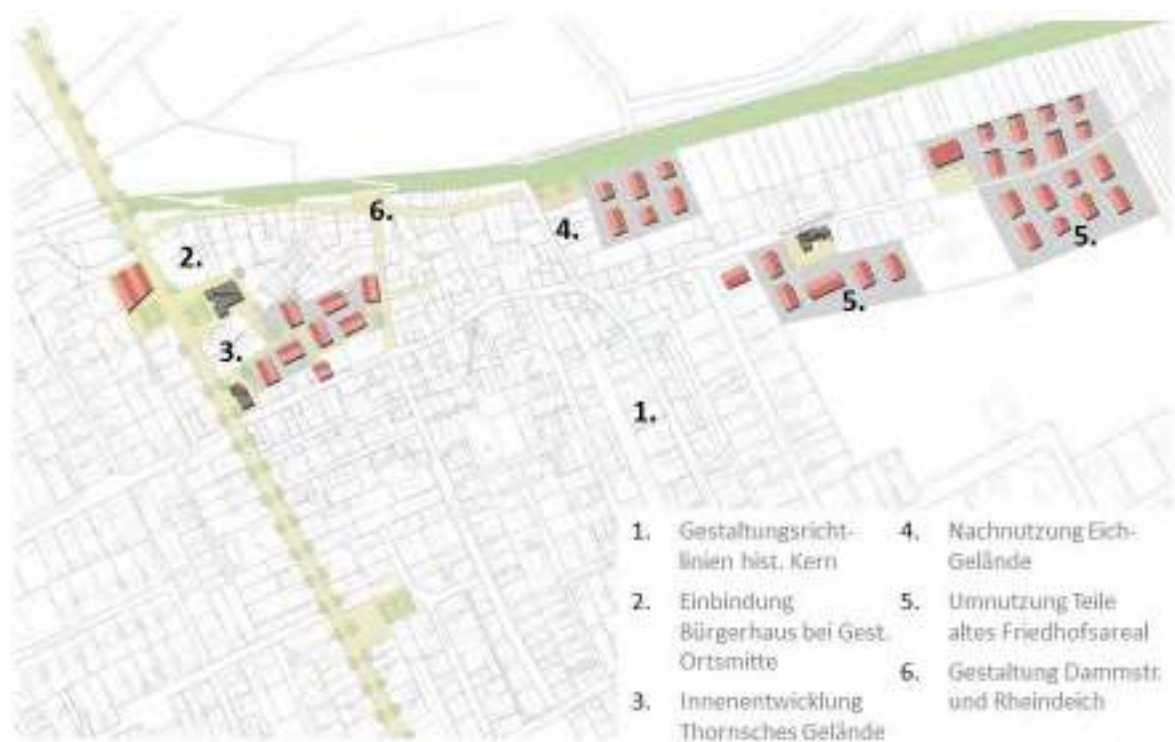 6.
2.
4.
5.
5.
3.
1.
1. Gestaltungsricht-
linien hist. Kern
2. Einbindung
Bürgerhaus bei Gest.
Ortsmitte
3. Innenentwicklung
Thornsches Gelände
4. Nachnutzung Eich-
Gelände
5. Umnutzung Teile
altes Friedhofsareal
6. Gestaltung Dammstr.
und Rheindeich